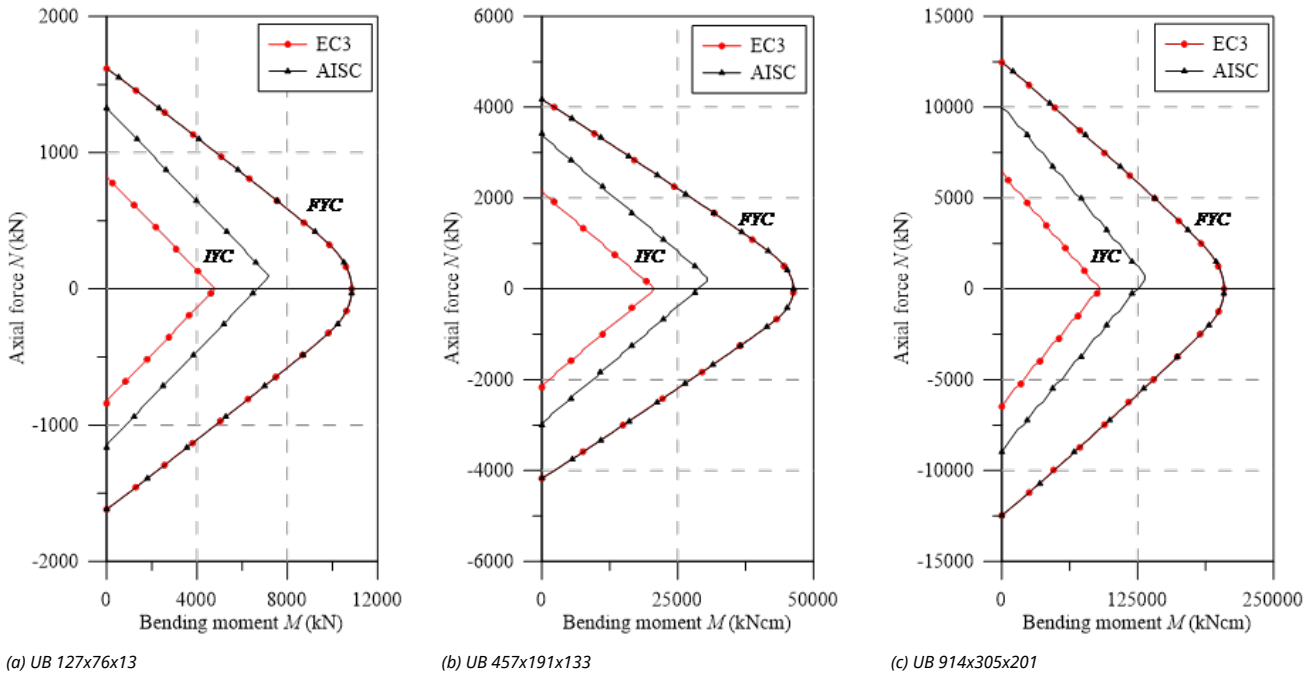 2000
1000
0
-1000
-2000
Axial force N (kN)
EC3
AISC
FYC
IYC
0
4000
8000
12000
Bending moment M (kN)
(a) UB 127x76x13
6000
4000
2000
0
-2000
-4000
-6000
Axial force N (kN)
EC3
AISC
FYC
IYC
0
25000
50000
Bending moment M (kNcm)
(b) UB 457x191x133
15000
10000
5000
0
-5000
-10000
-15000
Axial force N (kN)
EC3
AISC
FYC
IYC
0
125000
250000
Bending moment M (kNcm)
(c) UB 914x305x201